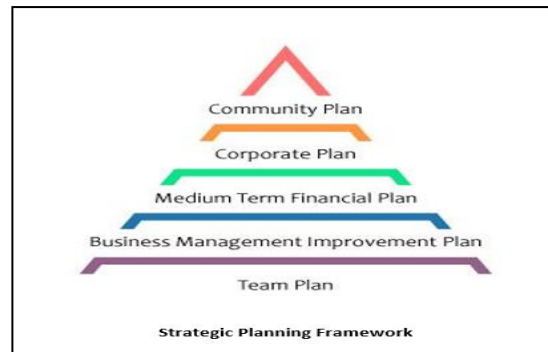 Community Plan
Corporate Plan
Medium Term Financial Plan
Business Management Improvement Plan
Team Plan
Strategic Planning Framework